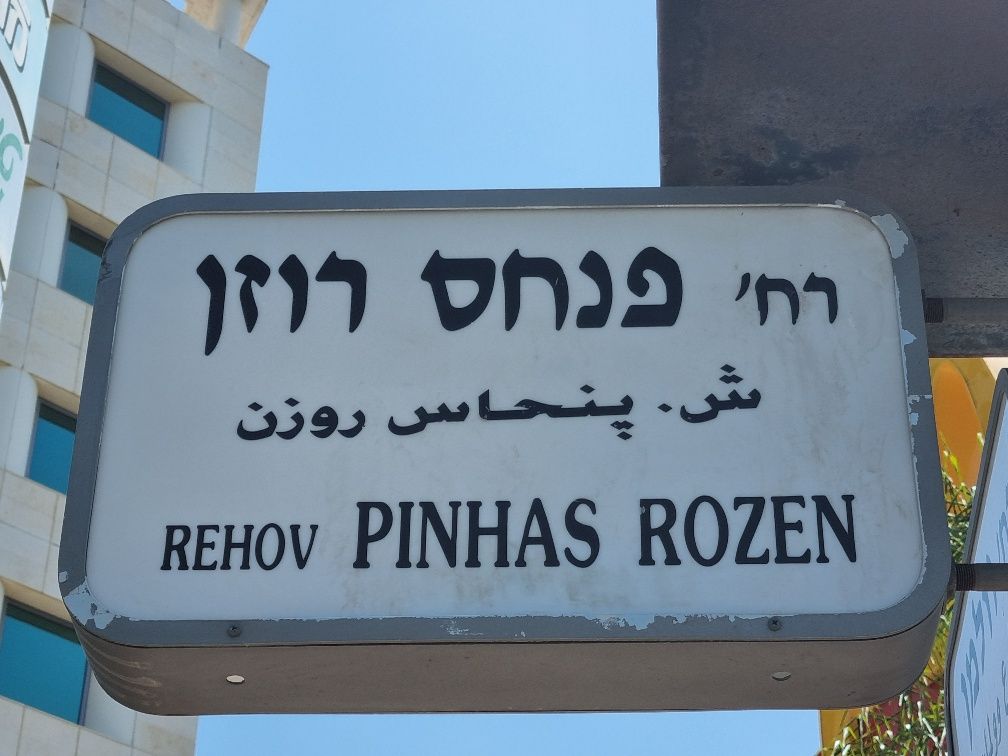 רח' פנחס רוזן
ش. پنحاس روزن
REHOV PINHAS ROZEN